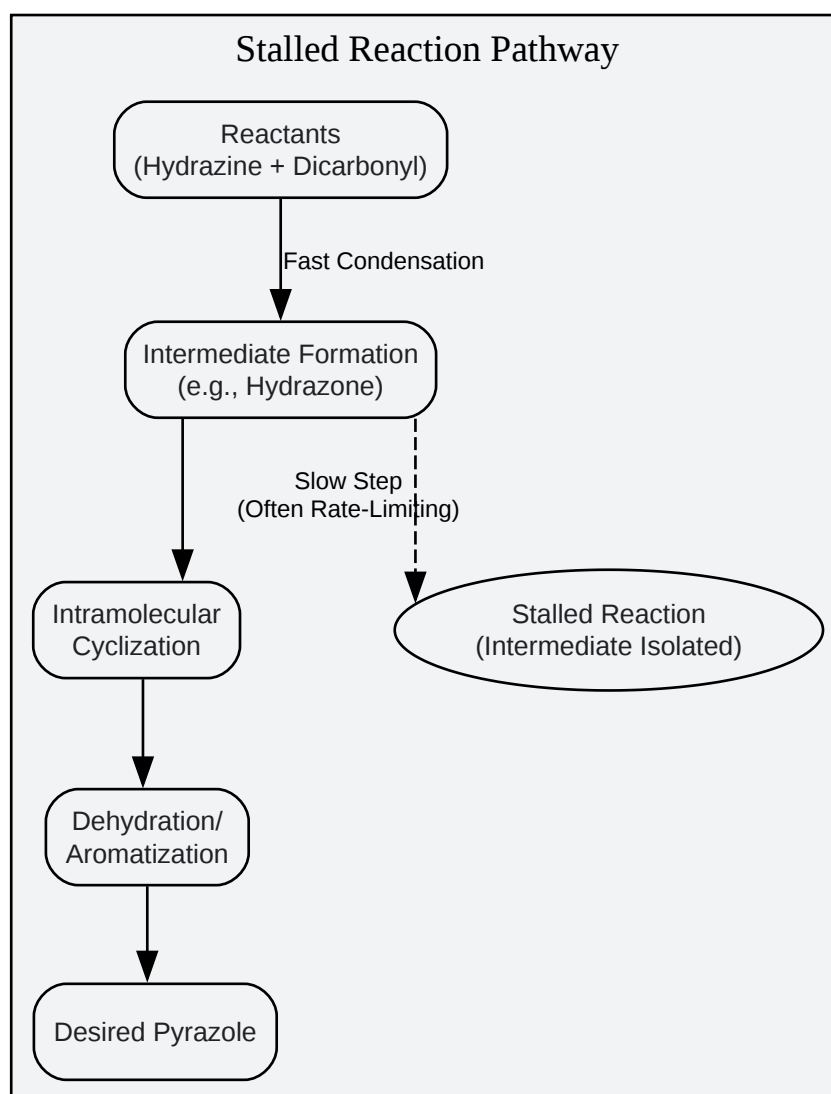 Stalled Reaction Pathway
Reactants
(Hydrazine + Dicarbonyl)
Fast Condensation
Intermediate Formation
(e.g., Hydrazone)
Slow Step
(Often Rate-Limiting)
Intramolecular
Cyclization
Stalled Reaction
(Intermediate Isolated)
Dehydration/
Aromatization
Desired Pyrazole